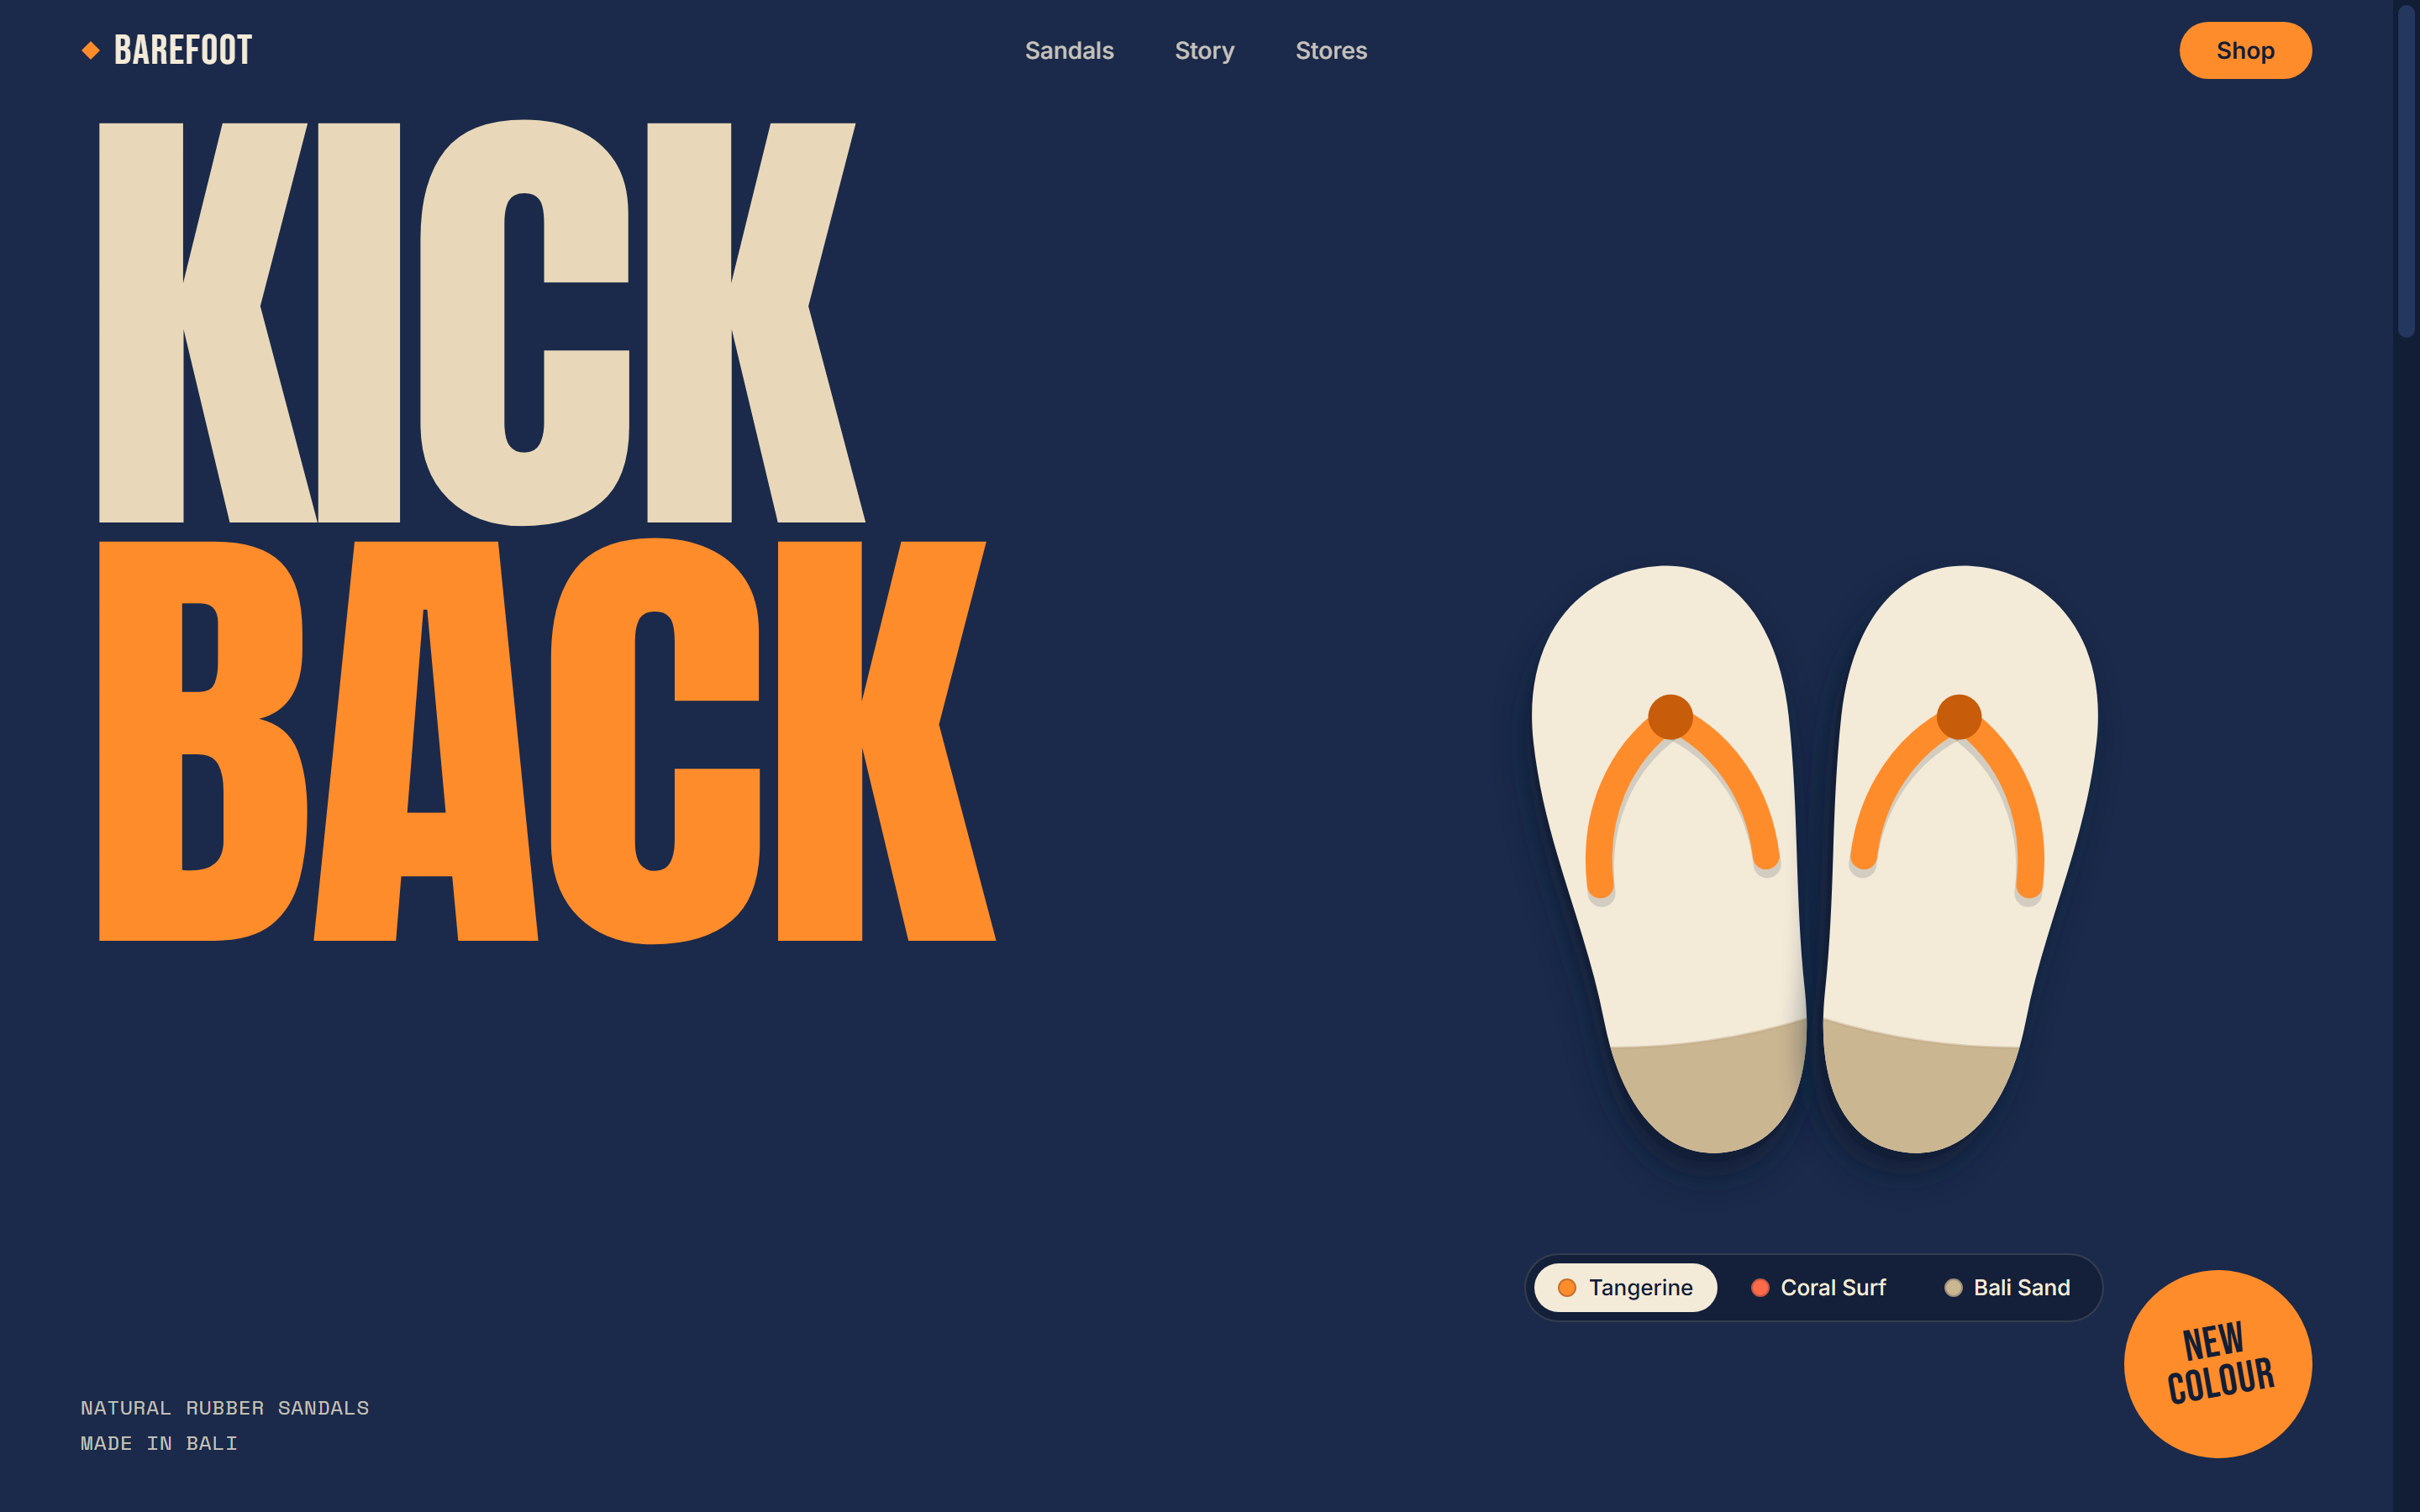 BAREFOOT
Sandals
Story
Stores
Shop
KICK
BACK
Tangerine
Coral Surf
Bali Sand
NEW
COLOUR
NATURAL RUBBER SANDALS
MADE IN BALI